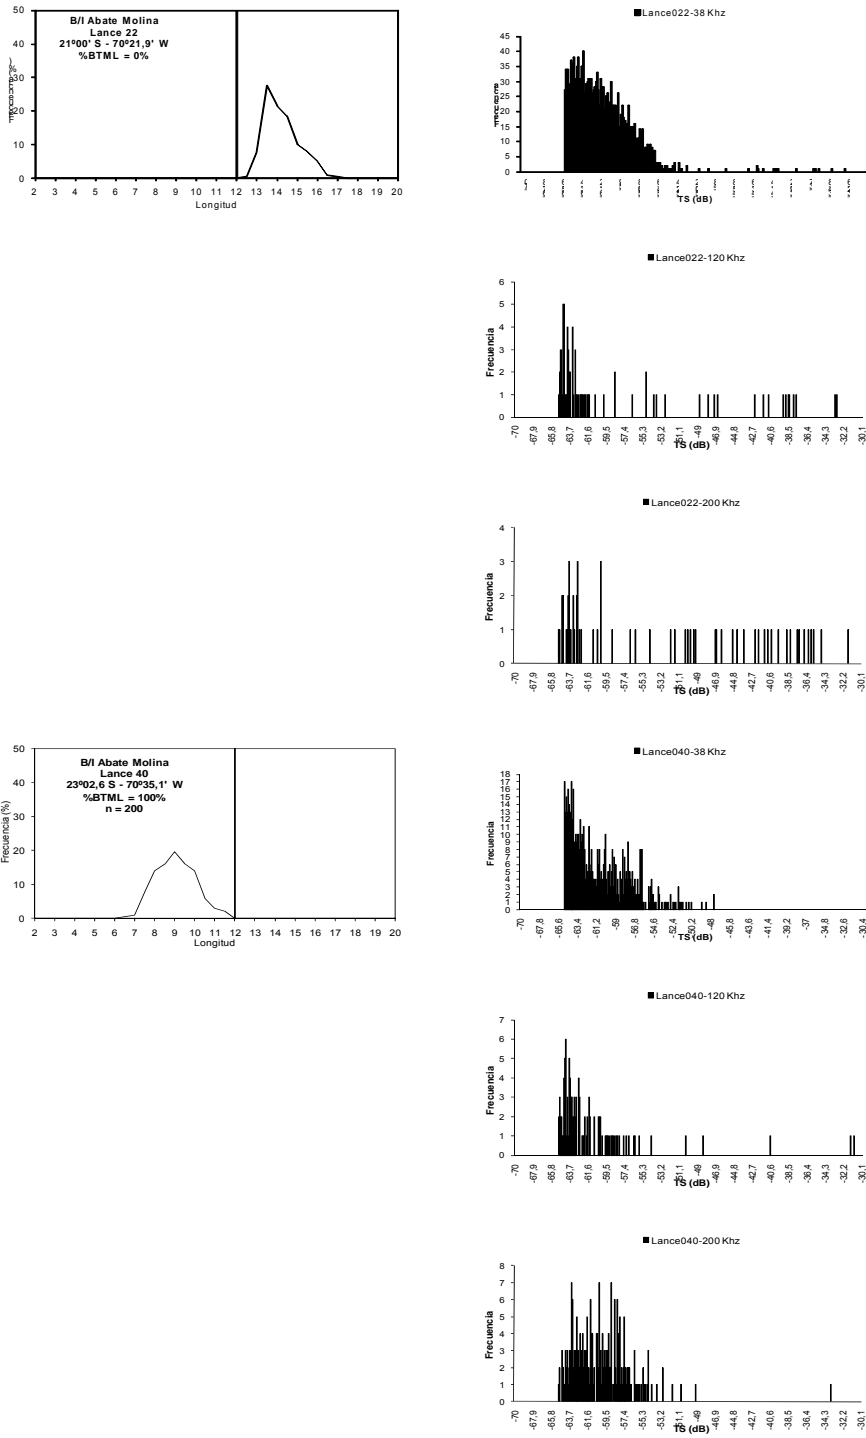 B/I Abate Molina
Lance 22
21º00' S - 70º21,9' W
%BTML = 0%
50
40
30
20
10
0
2 3 4 5 6 7 8 9 10 11 12 13 14 15 16 17 18 19 20
Longitud
Lance022-38 Khz
45
40
35
30
25
20
15
10
5
0
TS (dB)
Lance022-120 Khz
Frecuencia
6
5
4
3
2
1
0
-70 -67,9 -65,8 -63,7 -61,6 -59,5 -57,4 -55,3 -53,2 -51,1 -49 -46,9 -44,8 -42,7 -40,6 -38,5 -36,4 -34,3 -32,2 -30,1
TS (dB)
Lance022-200 Khz
Frecuencia
4
3
2
1
0
-70 -67,9 -65,8 -63,7 -61,6 -59,5 -57,4 -55,3 -53,2 -51,1 -49 -46,9 -44,8 -42,7 -40,6 -38,5 -36,4 -34,3 -32,2 -30,1
TS (dB)
B/I Abate Molina
Lance 40
23º02,6 S - 70º35,1' W
%BTML = 100%
n = 200
Frecuencia (%)
50
40
30
20
10
0
2 3 4 5 6 7 8 9 10 11 12 13 14 15 16 17 18 19 20
Longitud
Lance040-38 Khz
Frecuencia
18
17
16
15
14
13
12
11
10
9
8
7
6
5
4
3
2
1
0
-70 -67,8 -65,6 -63,4 -61,2 -59 -56,8 -54,6 -52,4 -50,2 -48 -45,8 -43,6 -41,4 -39,2 -37 -34,8 -32,6 -30,4
TS (dB)
Lance040-120 Khz
Frecuencia
7
6
5
4
3
2
1
0
-70 -67,9 -65,8 -63,7 -61,6 -59,5 -57,4 -55,3 -53,2 -51,1 -49 -46,9 -44,8 -42,7 -40,6 -38,5 -36,4 -34,3 -32,2 -30,1
TS (dB)
Lance040-200 Khz
Frecuencia
8
7
6
5
4
3
2
1
0
-70 -67,9 -65,8 -63,7 -61,6 -59,5 -57,4 -55,3 -53,2 -51,1 -49 -46,9 -44,8 -42,7 -40,6 -38,5 -36,4 -34,3 -32,2 -30,1
TS (dB)